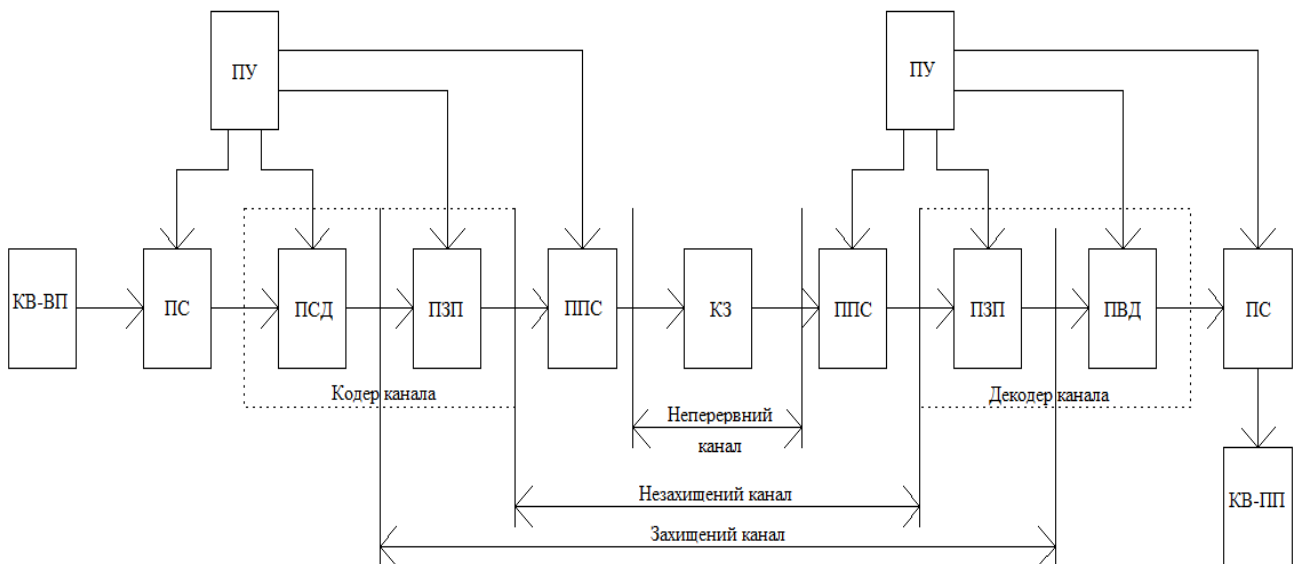 ПУ
ПУ
КВ-ВП
ПС
ПСД
ПЗП
ППС
КЗ
ППС
ПЗП
ПВД
ПС
Кодер канала
Декодер канала
Неперервний
канал
Незахищений канал
КВ-ПП
Захищений канал